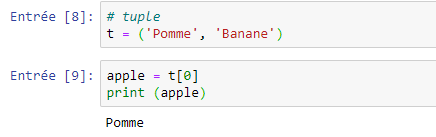 Entrée [8]: # tuple
t = ('Pomme', 'Banane')
Entrée [9]: apple = t[0]
print (apple)
Pomme